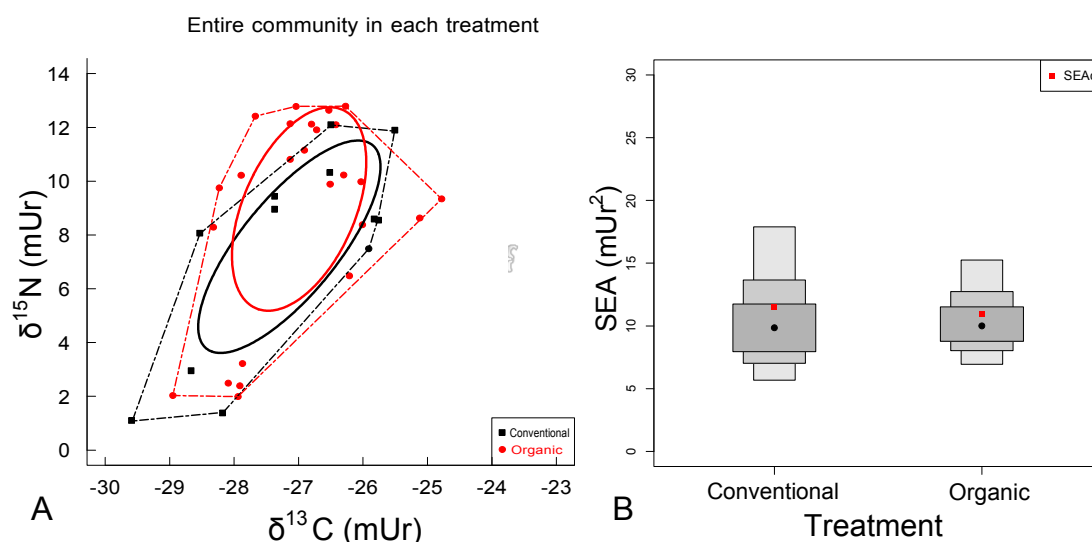 Entire community in each treatment
14
12
10
8
6
4
2
0
δ15N (mUr)
-30 -29 -28 -27 -26 -25 -24 -23
δ13C (mUr)
Conventional
Organic
A
30
25
20
15
10
5
0
SEA (mUr2)
SEAc
Conventional Organic
Treatment
B